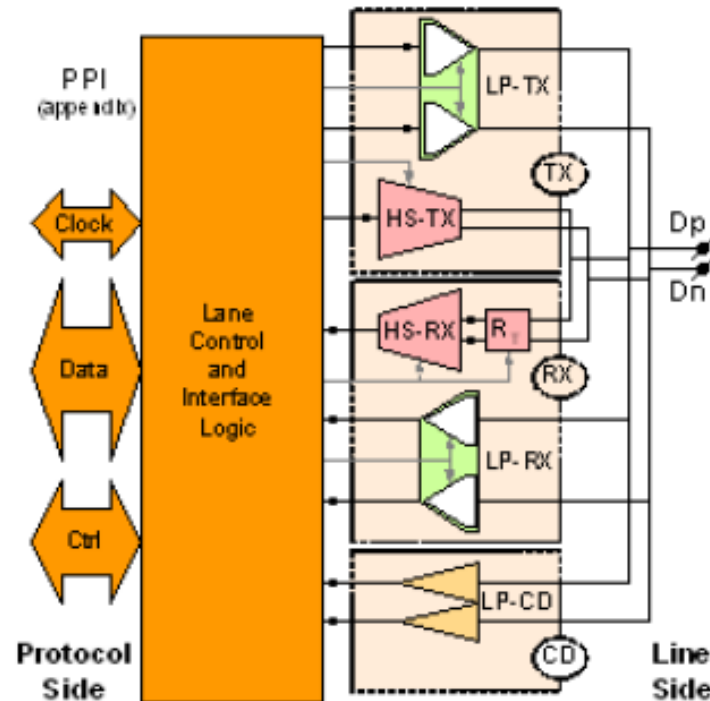 PPI
(appendix)
Clock
Data
Ctrl
Protocol
Side
Lane
Control
and
Interface
Logic
LP-TX
TX
HS-TX
HS-RX
RT
RX
LP-RX
LP-CD
CD
Dp
Dn
Line
Side